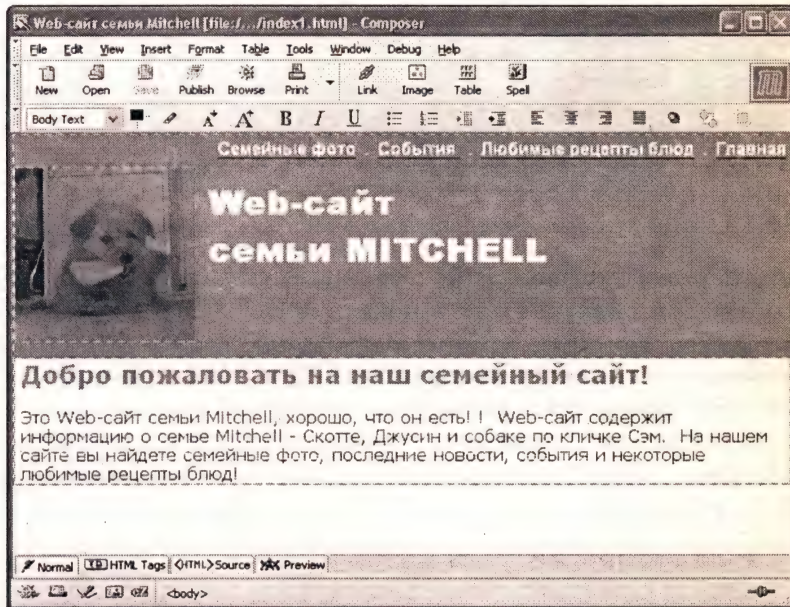 Web-сайт семьи Mitchell [file:/.../index1.html] - Composer
File Edit View Insert Format Table Tools Window Debug Help
New Open Save Publish Browse Print Link Image Table Spell
Body Text B I U
Семейные фото . События . Любимые рецепты блюд . Главная
Web-сайт
семьи MITCHELL
Добро пожаловать на наш семейный сайт!
Это Web-сайт семьи Mitchell, хорошо, что он есть! ! Web-сайт содержит
информацию о семье Mitchell - Скотте, Джусин и собаке по кличке Сэм. На нашем
сайте вы найдете семейные фото, последние новости, события и некоторые
любимые рецепты блюд!
Normal HTML Tags <HTML> Source Preview
<body>